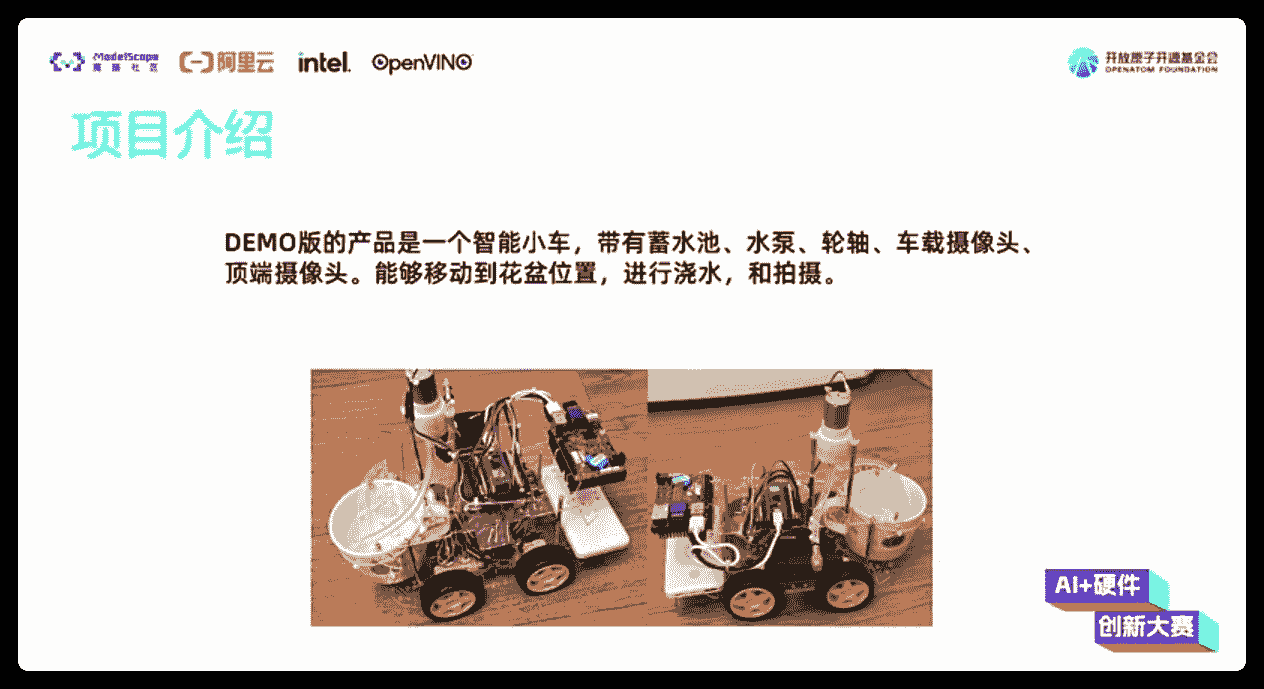 ModelScope
魔搭社区
阿里云
intel.
OpenVINO
开放原子开源基金会
OPENATOM FOUNDATION
项目介绍
DEMO版的产品是一个智能小车，带有蓄水池、水泵、轮轴、车载摄像头、
顶端摄像头。能够移动到花盆位置，进行浇水，和拍摄。
AI+硬件
创新大赛